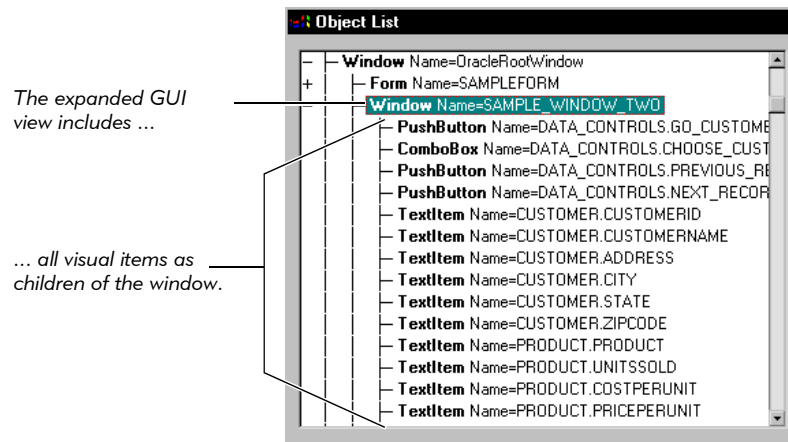 Object List
− Window Name=OracleRootWindow
+ Form Name=SAMPLEFORM
The expanded GUI
view includes ...
− Window Name=SAMPLE_WINDOW_TWO
PushButton Name=DATA_CONTROLS.GO_CUSTOME
ComboBox Name=DATA_CONTROLS.CHOOSE_CUST
PushButton Name=DATA_CONTROLS.PREVIOUS_RE
PushButton Name=DATA_CONTROLS.NEXT_RECOR
TextItem Name=CUSTOMER.CUSTOMERID
TextItem Name=CUSTOMER.CUSTOMERNAME
... all visual items as
children of the window.
TextItem Name=CUSTOMER.ADDRESS
TextItem Name=CUSTOMER.CITY
TextItem Name=CUSTOMER.STATE
TextItem Name=CUSTOMER.ZIPCODE
TextItem Name=PRODUCT.PRODUCT
TextItem Name=PRODUCT.UNITSSOLD
TextItem Name=PRODUCT.COSTPERUNIT
TextItem Name=PRODUCT.PRICEPERUNIT